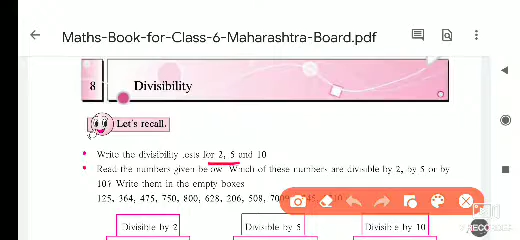 Maths-Book-for-Class-6-Maharashtra-Board.pdf
8 Divisibility
Let's recall.
Write the divisibility tests for 2, 5 and 10
Read the numbers given below. Which of these numbers are divisible by 2, by 5 or by
10? Write them in the empty boxes
125, 364, 475, 750, 800, 628, 206, 508,
Divisible by 2 Divisible by 5 Divisible by 10